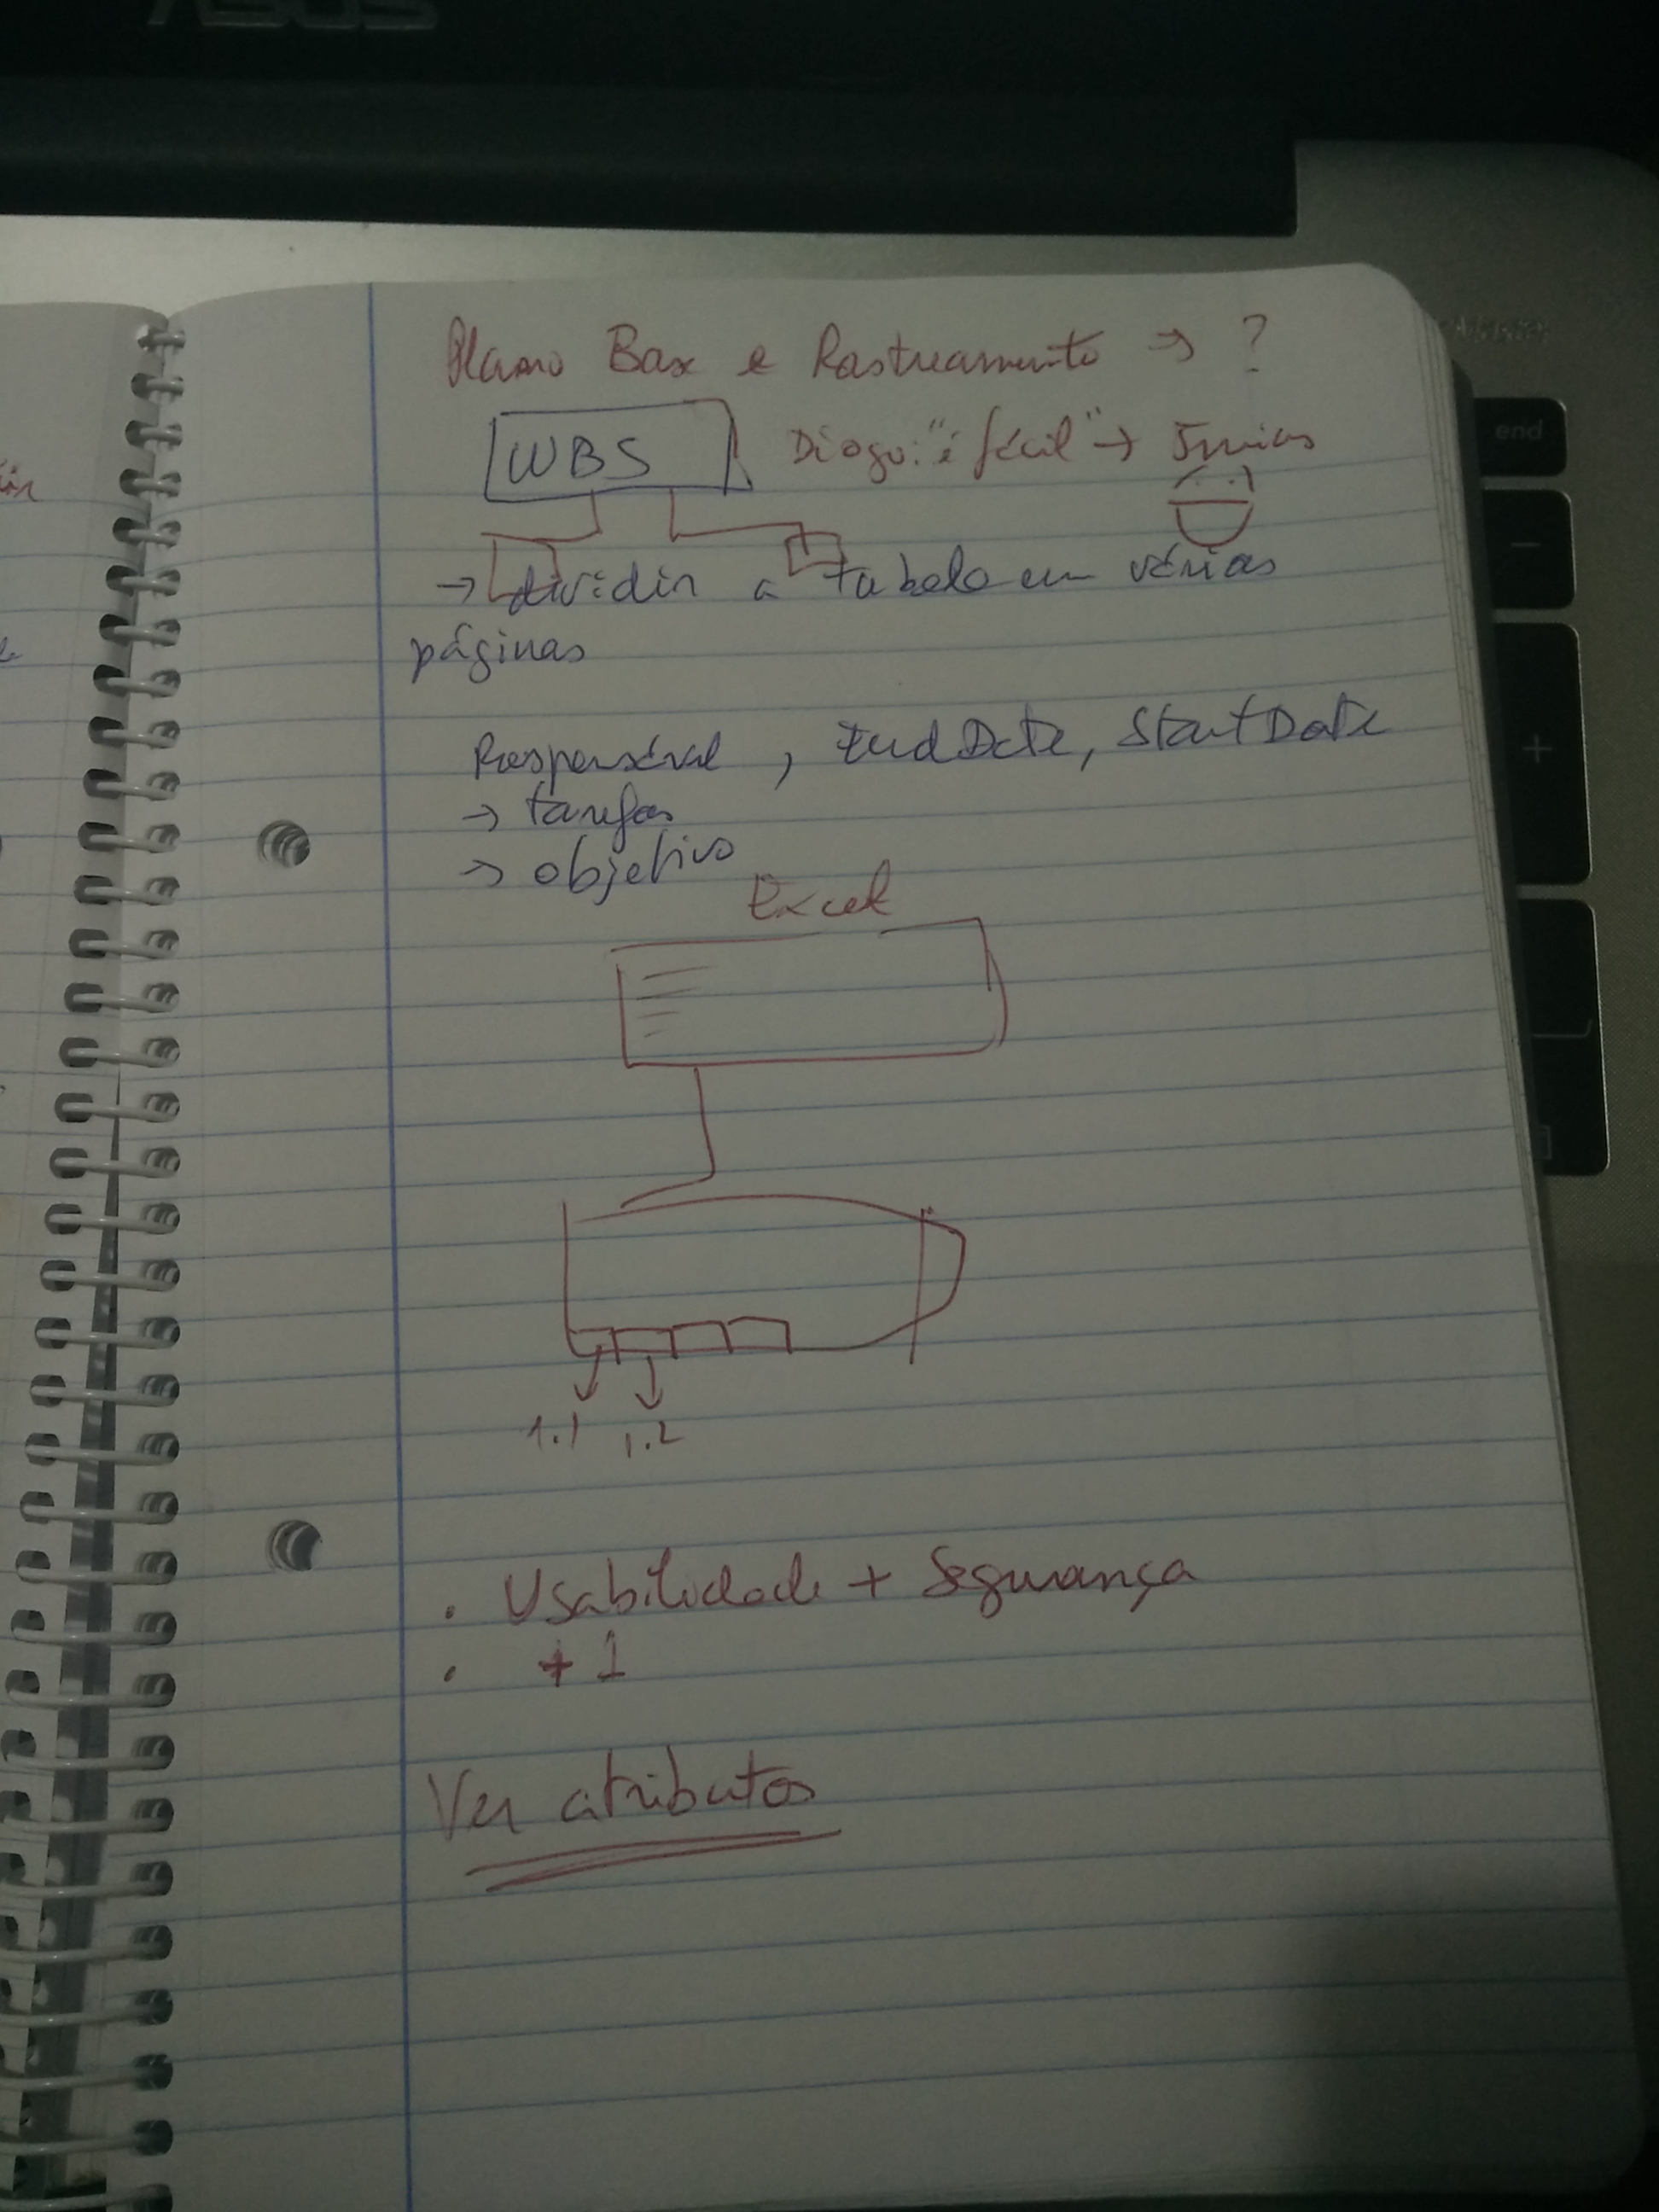 ASUS
Plano Base e Rastreamento → ?
WBS
Diogo: "é fácil" →
→ dividir a tabela em várias
páginas
Responsável, EndDate, StartDate
→ tarefas
→ objetivo
Excel
1.1 1.2
. Usabilidade + Segurança
. + 1
Ver atributos
end
-
+